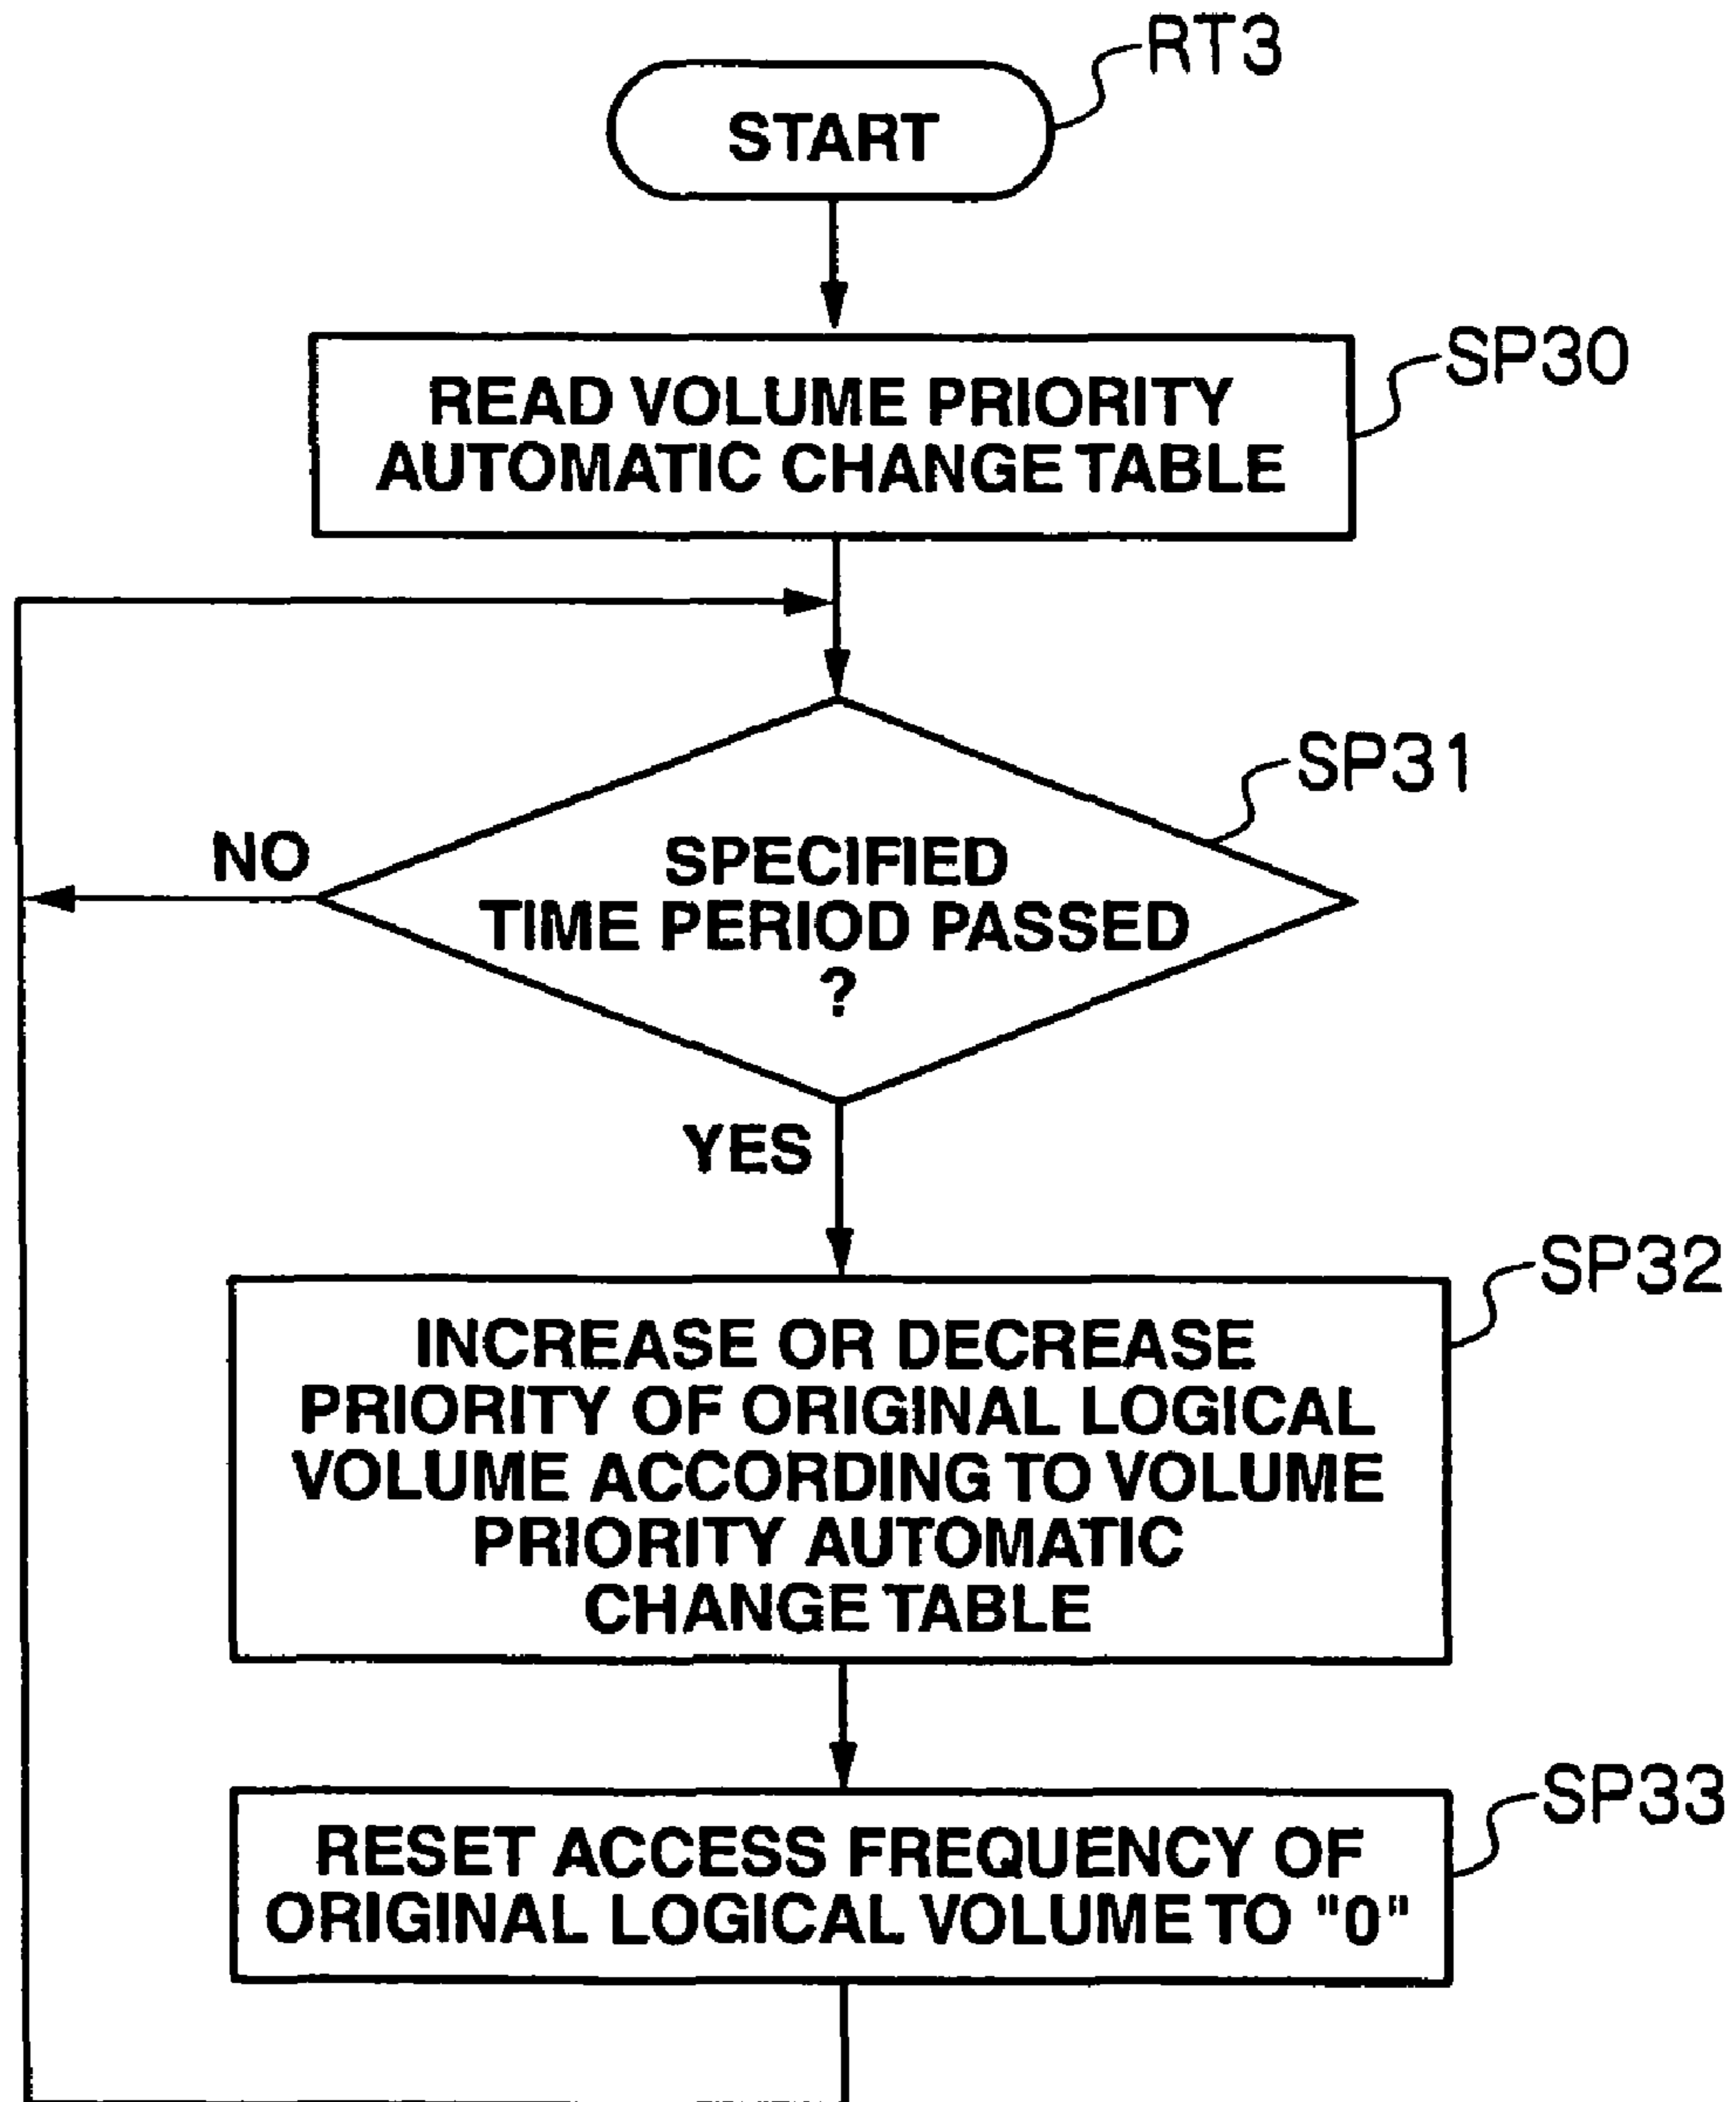 RT3
START
SP30
READ VOLUME PRIORITY
AUTOMATIC CHANGE TABLE
SP31
SPECIFIED
TIME PERIOD PASSED
?
NO
YES
SP32
INCREASE OR DECREASE
PRIORITY OF ORIGINAL LOGICAL
VOLUME ACCORDING TO VOLUME
PRIORITY AUTOMATIC
CHANGE TABLE
SP33
RESET ACCESS FREQUENCY OF
ORIGINAL LOGICAL VOLUME TO "0"